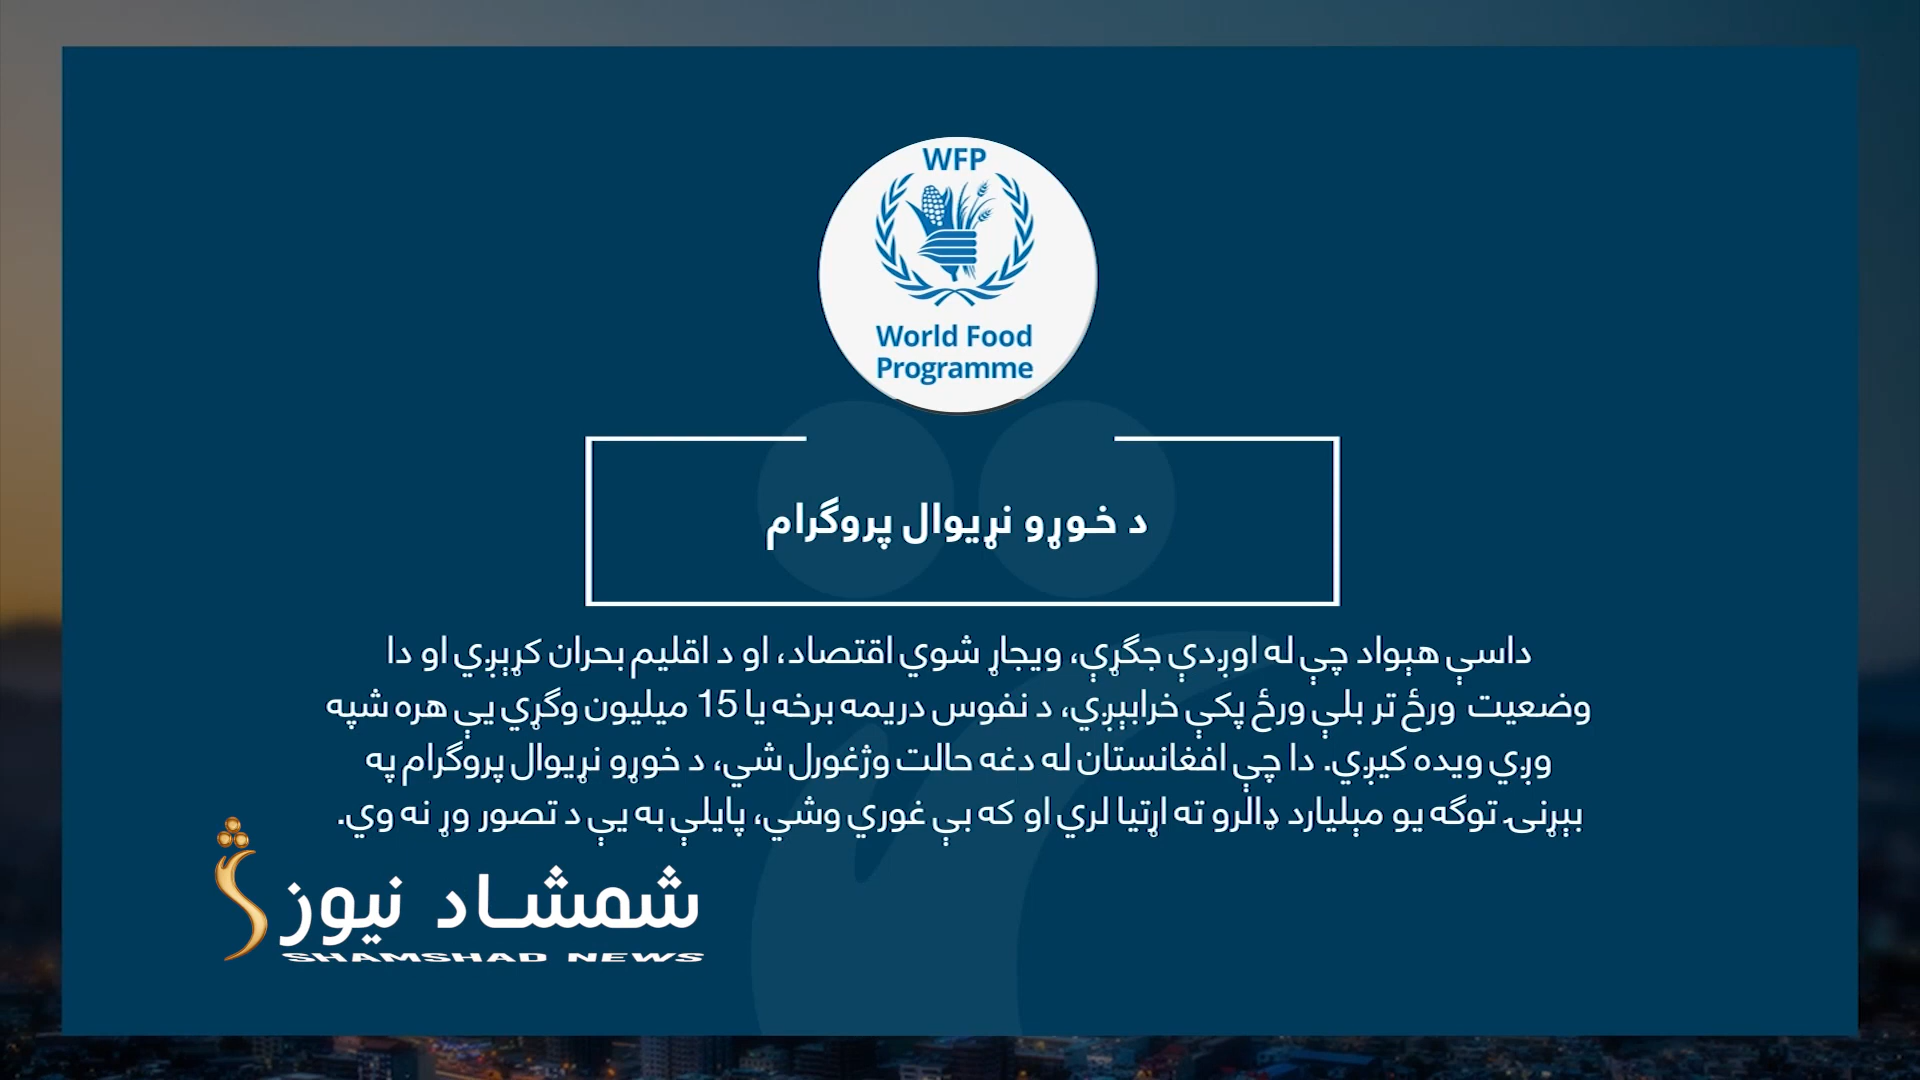 WFP
World Food
Programme
د خوړو نړیوال پروګرام
داسې هېواد چې له اوږدې جګړې، ویجاړ شوي اقتصاد، او د اقلیم بحران کړېږي او دا
وضعیت ورځ تر بلې ورځ پکې خرابېږي، د نفوس دریمه برخه یا 15 میلیون وګړي یې هره شپه
وږي ویده کیږي. دا چې افغانستان له دغه حالت وژغورل شي، د خوړو نړیوال پروګرام په
بېړنۍ توګه یو مېلیارد ډالرو ته اړتیا لري او که بې غوري وشي، پایلې به یې د تصور وړ نه وي.
شمشاد نیوز
SHAMSHAD NEWS